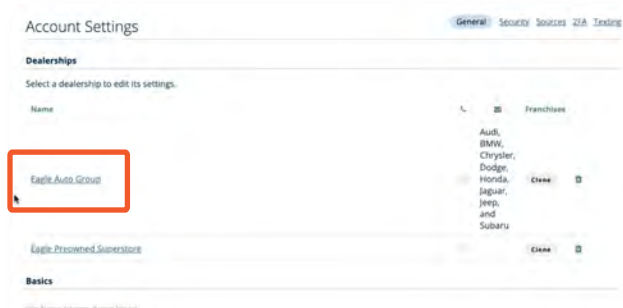 Account Settings
General Security Sources 2FA Texting
Dealerships
Select a dealership to edit its settings.
Name Franchises
Audi,
BMW,
Chrysler,
Dodge,
Eagle Auto Group Honda, Clone
Jaguar,
Jeep,
and
Subaru
Eagle Preowned Superstore Clone
Basics